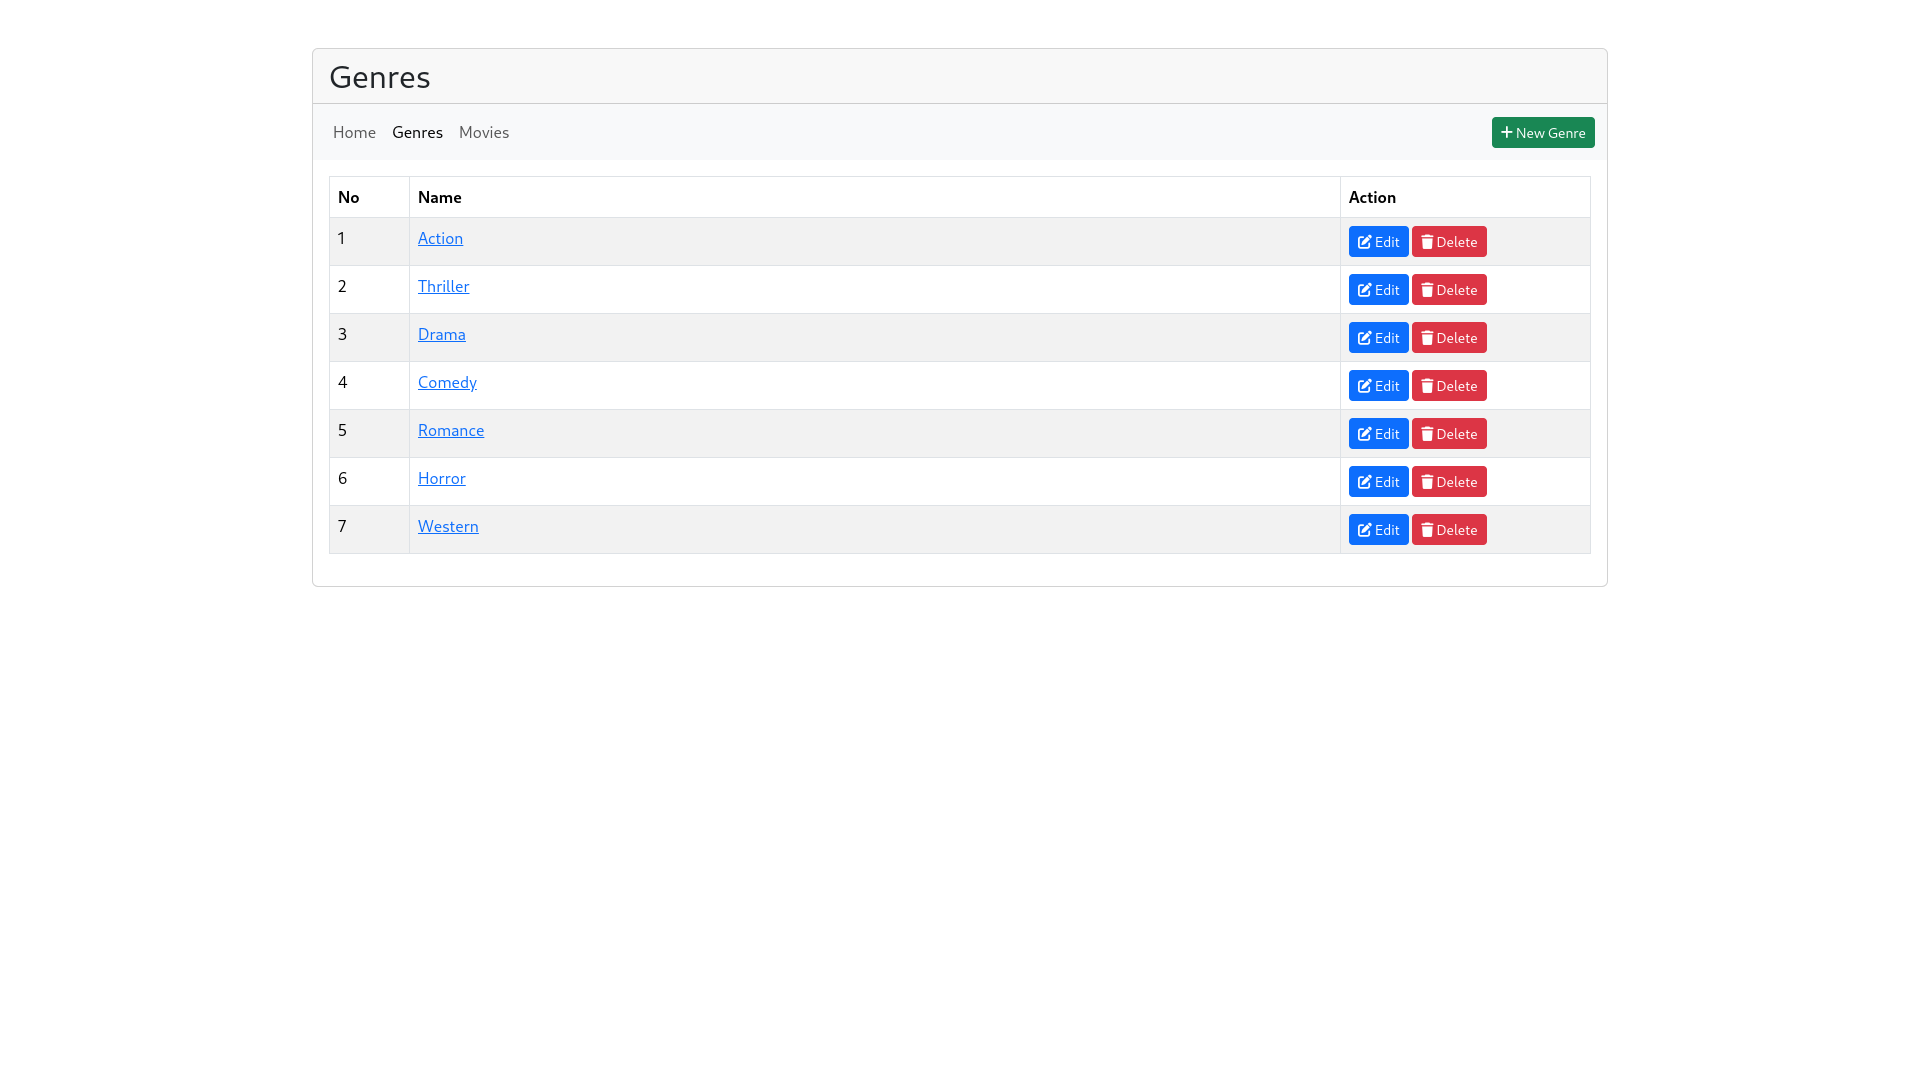 Genres
Home Genres Movies New Genre
No Name Action
1 Action Edit Delete
2 Thriller Edit Delete
3 Drama Edit Delete
4 Comedy Edit Delete
5 Romance Edit Delete
6 Horror Edit Delete
7 Western Edit Delete